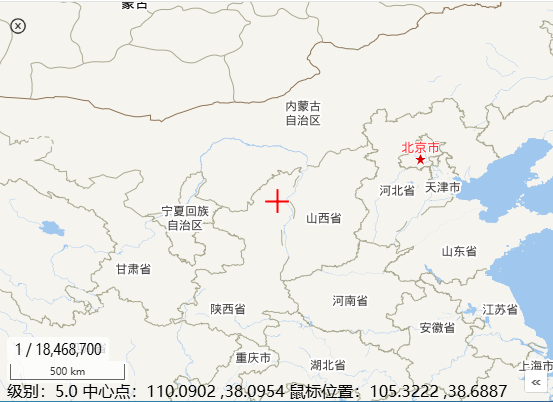 蒙古
内蒙古
自治区
北京市
河北省
天津市
宁夏回族
自治区
山西省
山东省
甘肃省
陕西省
河南省
江苏省
安徽省
重庆市
湖北省
上海市
1 / 18,468,700
500 km
级别：5.0 中心点：110.0902 ,38.0954 鼠标位置：105.3222 ,38.6887